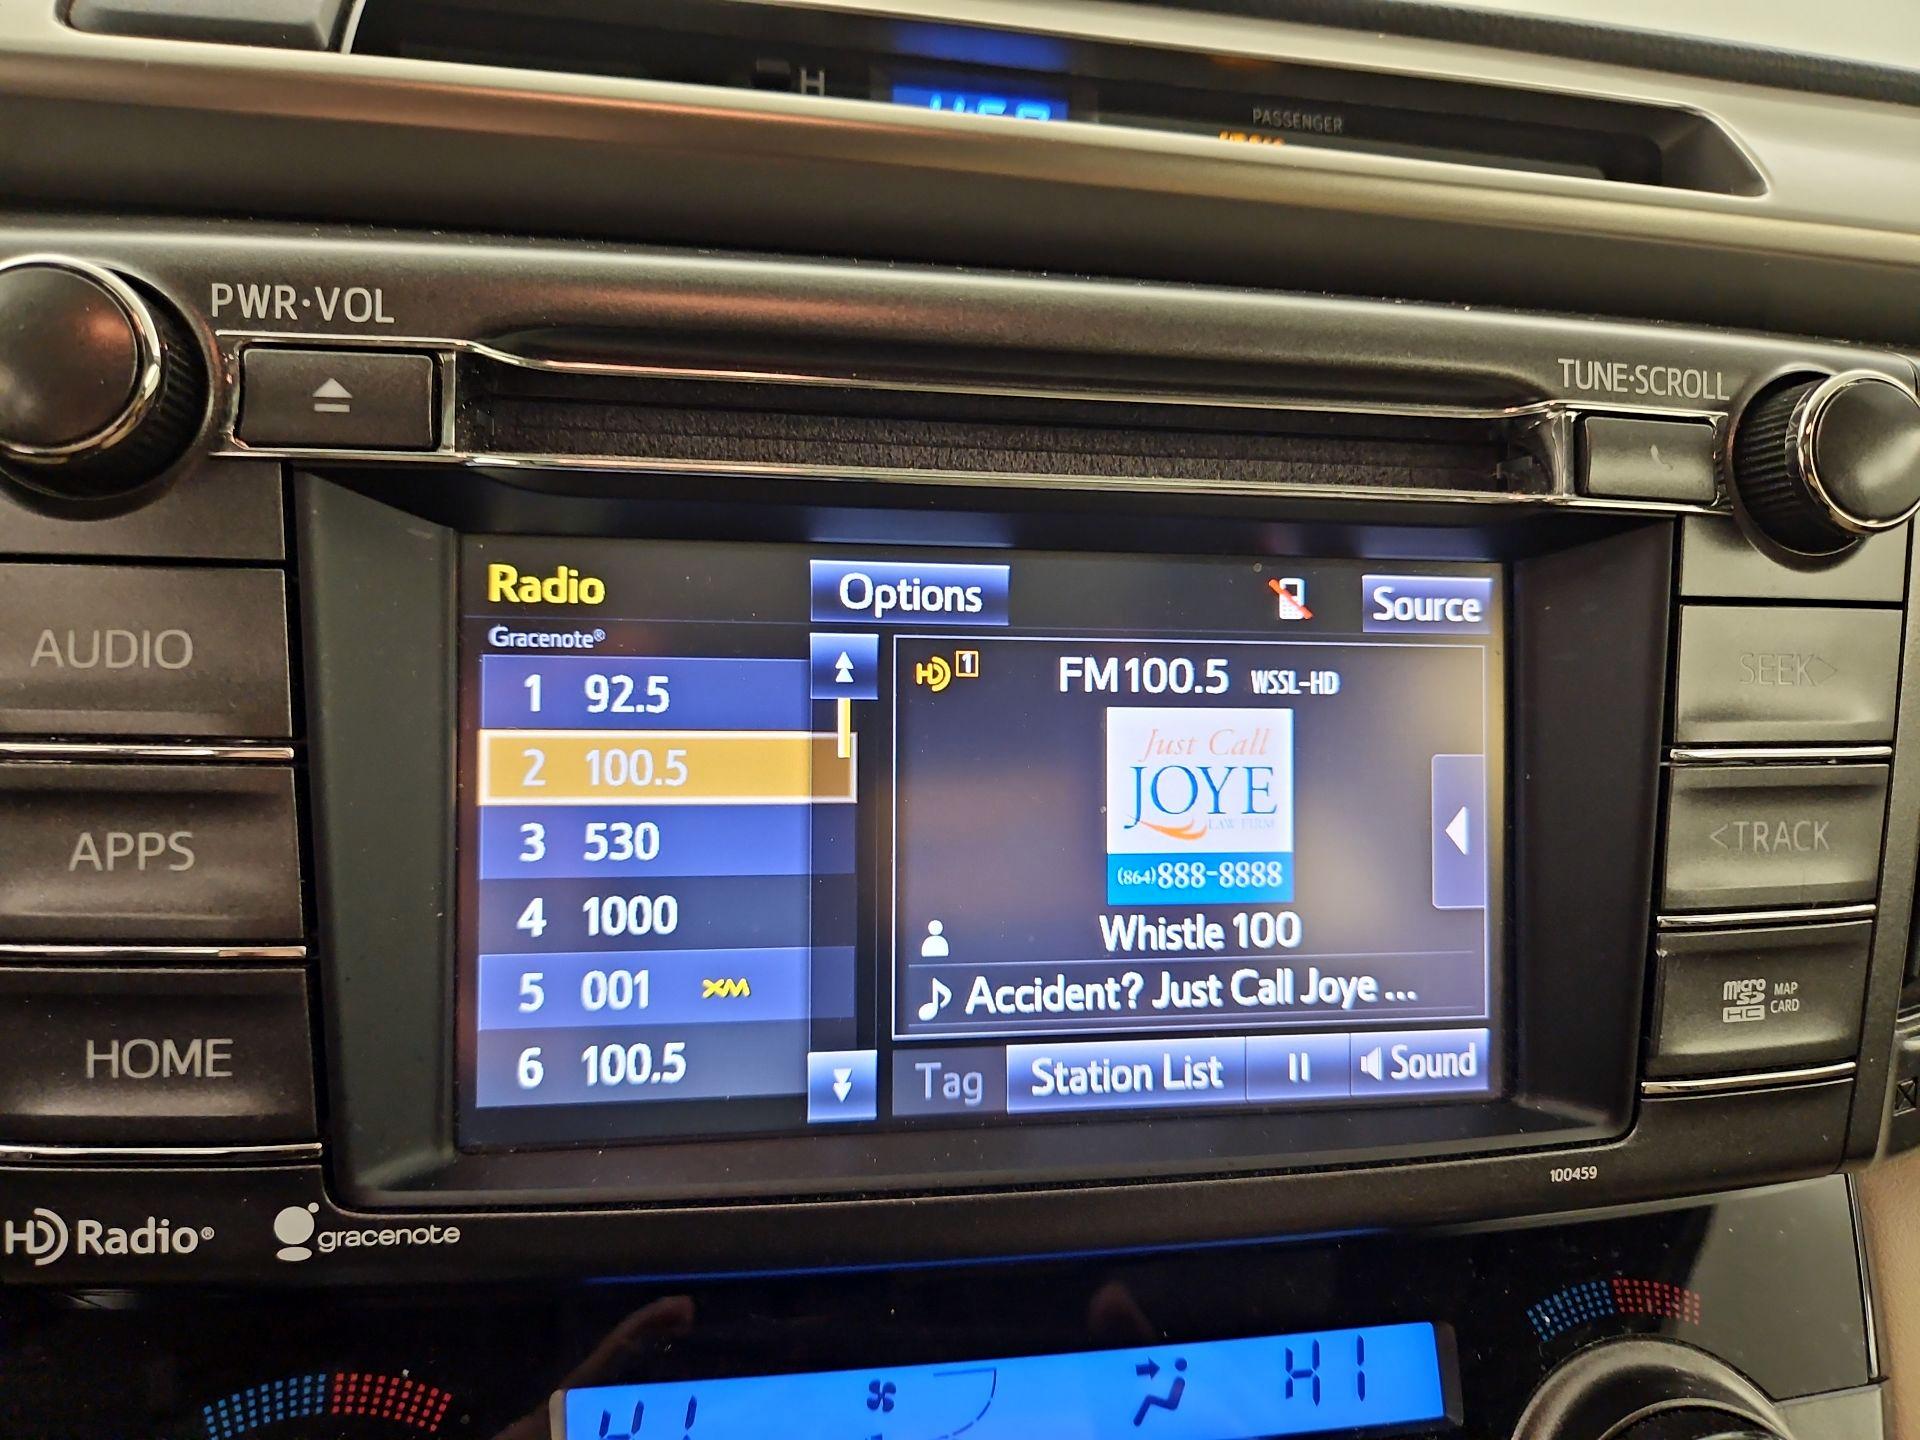 H
PASSENGER
PWR·VOL
TUNE·SCROLL
Radio
Options
Source
Gracenote®
AUDIO
SEEK>
1 92.5
HD 1 FM100.5 WSSL-HD
2 100.5
Just Call
JOYE
LAW FIRM
3 530
(864)888-8888
<TRACK
APPS
4 1000
Whistle 100
5 001 XM
Accident? Just Call Joye ...
micro SD HC MAP CARD
HOME
6 100.5
Tag Station List Sound
100459
HD Radio®
gracenote
HI
HI